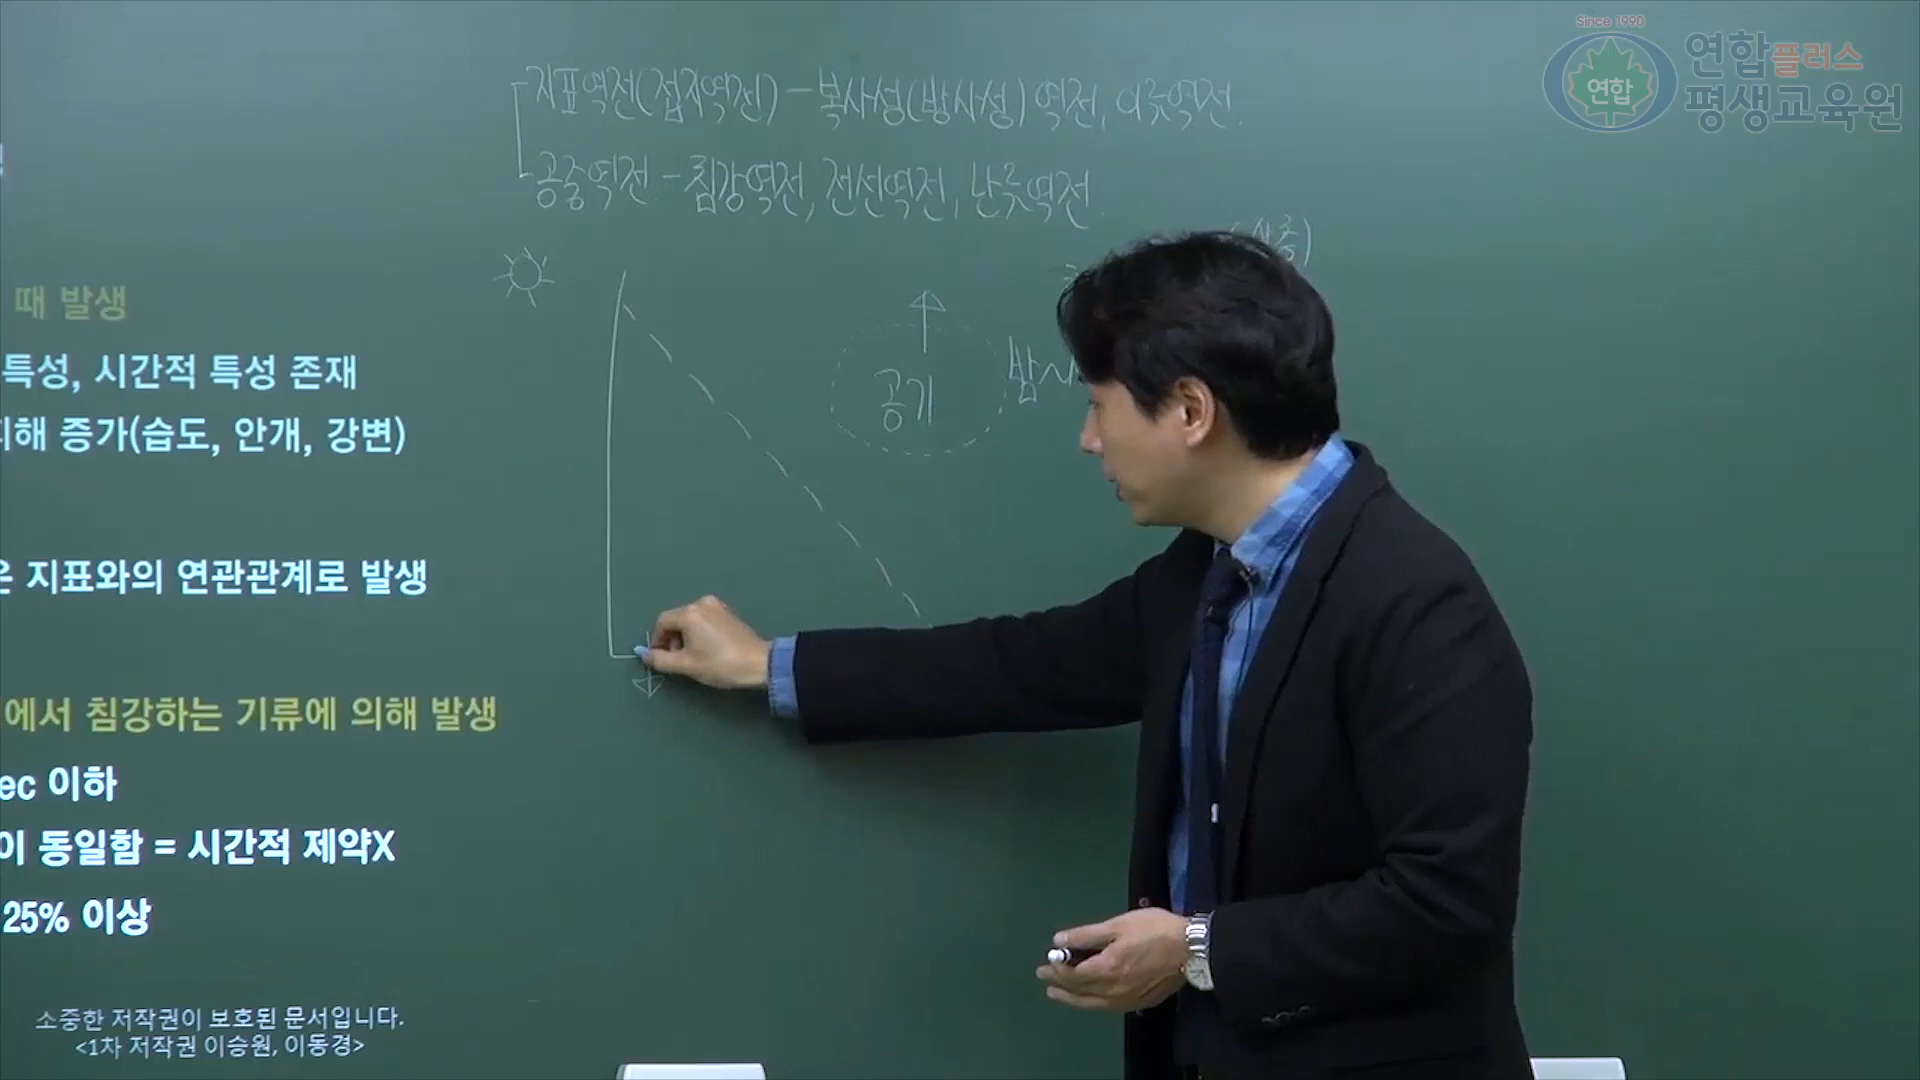 Since 1990
연합
연합플러스
평생교육원
지표역전(접지역전) - 복사성(방사성) 역전, 이류역전.
공중역전. - 침강역전, 전선역전, 난류역전.
공기
때 발생
특성, 시간적 특성 존재
피해 증가(습도, 안개, 강변)
은 지표와의 연관관계로 발생
에서 침강하는 기류에 의해 발생
ec 이하
이 동일함 = 시간적 제약X
25% 이상
소중한 저작권이 보호된 문서입니다.
<1차 저작권 이승원, 이동경>